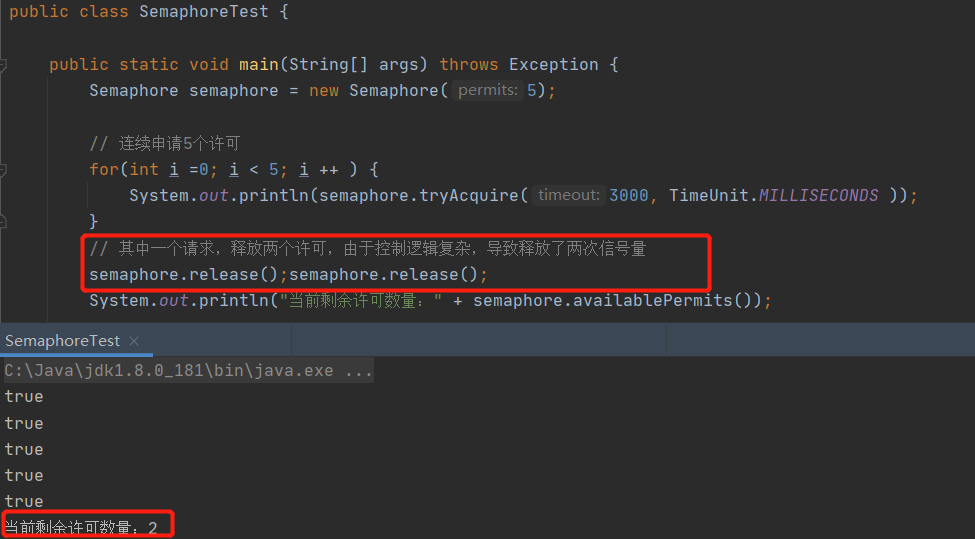 public class SemaphoreTest {
public static void main(String[] args) throws Exception {
Semaphore semaphore = new Semaphore( permits: 5);
// 连续申请5个许可
for(int i =0; i < 5; i ++ ) {
System.out.println(semaphore.tryAcquire( timeout: 3000, TimeUnit.MILLISECONDS ));
}
// 其中一个请求，释放两个许可，由于控制逻辑复杂，导致释放了两次信号量
semaphore.release();semaphore.release();
System.out.println("当前剩余许可数量：" + semaphore.availablePermits());
SemaphoreTest ×
C:\Java\jdk1.8.0_181\bin\java.exe ...
true
true
true
true
true
当前剩余许可数量：2